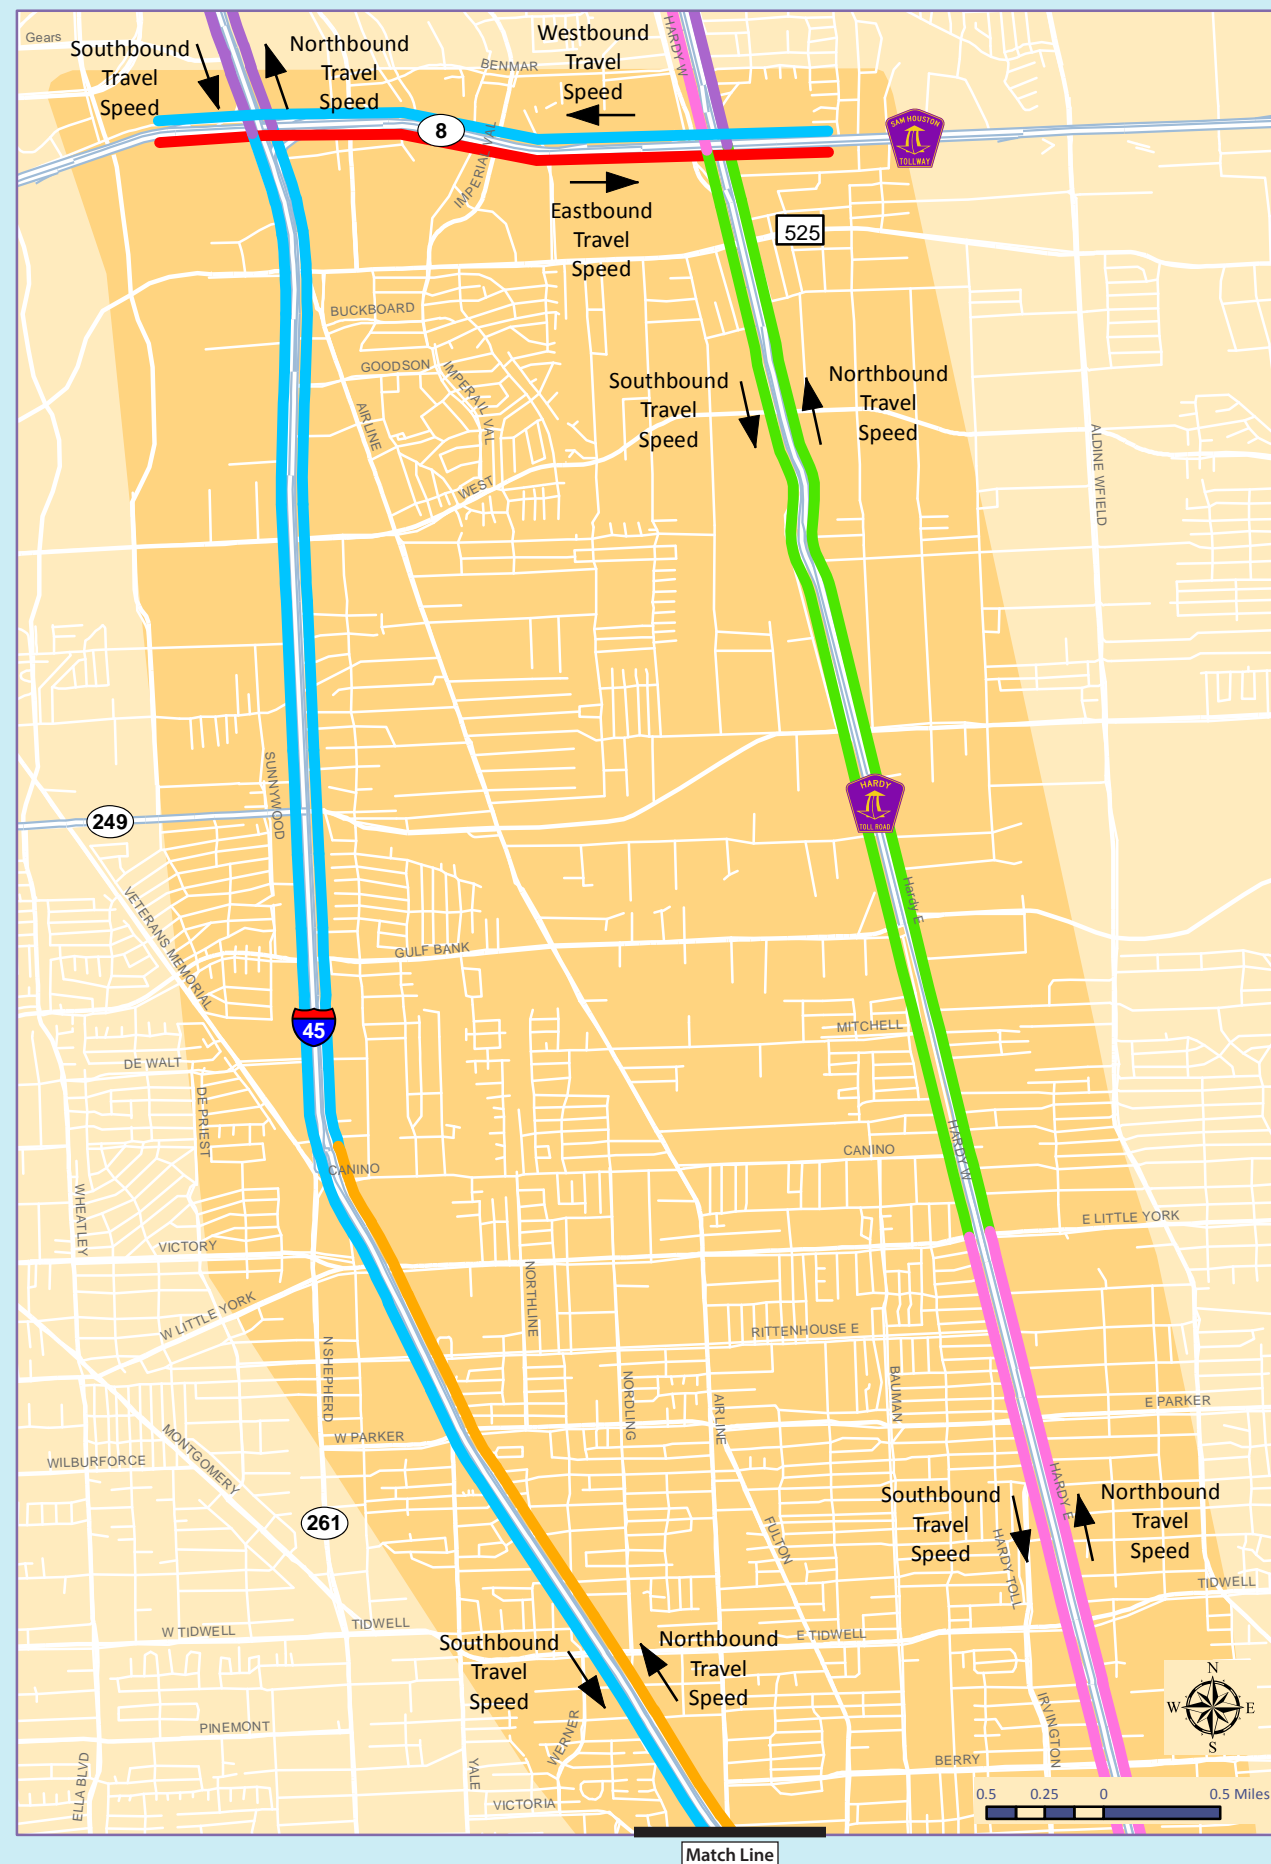 Gears
Southbound
Travel
Speed
Northbound
Travel
Speed
BENMAR
Westbound
Travel
Speed
HARDY W
8
IMPERIAL VAL
SAM HOUSTON
TOLLWAY
Eastbound
Travel
Speed
525
BUCKBOARD
GOODSON
IMPERAIL VAL
AIRLINE
WEST
Southbound
Travel
Speed
Northbound
Travel
Speed
ALDINE WFIELD
SUNNYWOOD
249
HARDY
TOLL ROAD
VETERANS MEMORIAL
Hardy E
GULF BANK
45
MITCHELL
DE WALT
DE PRIEST
CANINO
CANINO
HARDY W
WHEATLEY
VICTORY
E LITTLE YORK
W LITTLE YORK
NORTHLINE
N SHEPHERD
RITTENHOUSE E
NORDLING
AIRLINE
BAUMAN
E PARKER
W PARKER
MONTGOMERY
WILBURFORCE
HARDY E
261
FULTON
Southbound
Travel
Speed
Northbound
Travel
Speed
HARDY TOLL
TIDWELL
W TIDWELL
TIDWELL
E TIDWELL
Southbound
Travel
Speed
Northbound
Travel
Speed
N
W E
S
IRVINGTON
PINEMONT
WERNER
BERRY
ELLA BLVD
YALE
VICTORIA
0.5 0.25 0 0.5 Miles
Match Line